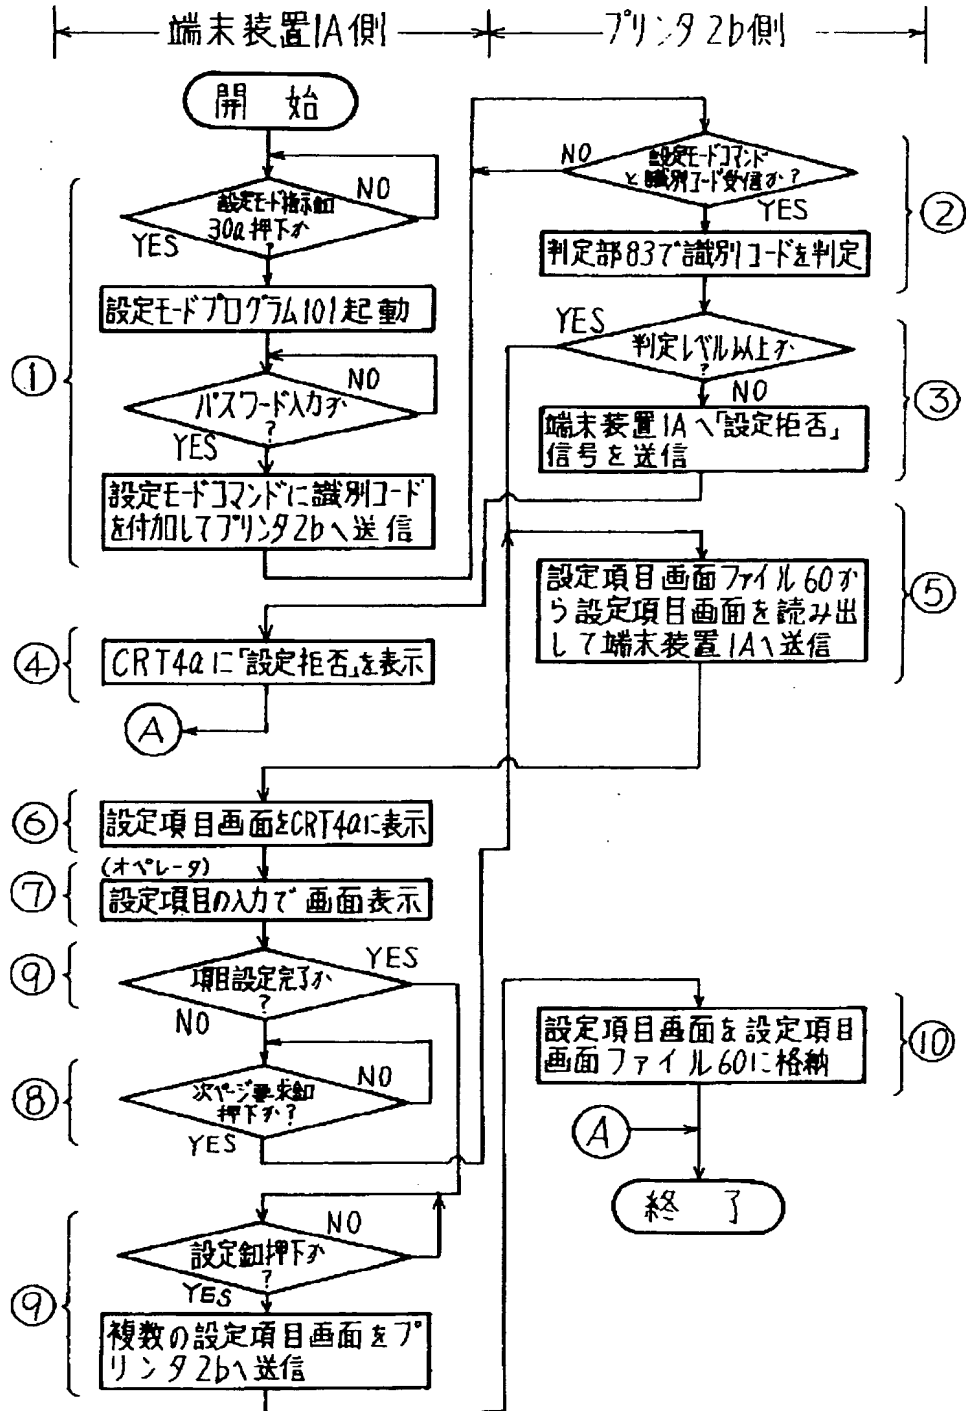 端末装置1A側
プリンタ2b側
開 始
設定モード指示釦
30a押下か
?
NO
YES
設定モードプログラム101起動
パスワード入力か
?
NO
YES
設定モードコマンドに識別コード
を付加してプリンタ2bへ送信
①
設定モードコマンド
と識別コード受信か?
NO
YES
判定部83で識別コードを判定
②
判定レベル以上か
?
YES
NO
端末装置1Aへ「設定拒否」
信号を送信
③
④
CRT4aに「設定拒否」を表示
A
設定項目画面ファイル60か
ら設定項目画面を読み出
して端末装置1Aへ送信
⑤
⑥
設定項目画面をCRT4aに表示
(オペレータ)
⑦
設定項目の入力で画面表示
⑨
項目設定完了か
?
YES
NO
⑧
次ページ要求釦
押下か?
NO
YES
⑨
設定釦押下か
?
NO
YES
複数の設定項目画面をプ
リンタ2bへ送信
設定項目画面を設定項目
画面ファイル60に格納
⑩
A
終 了